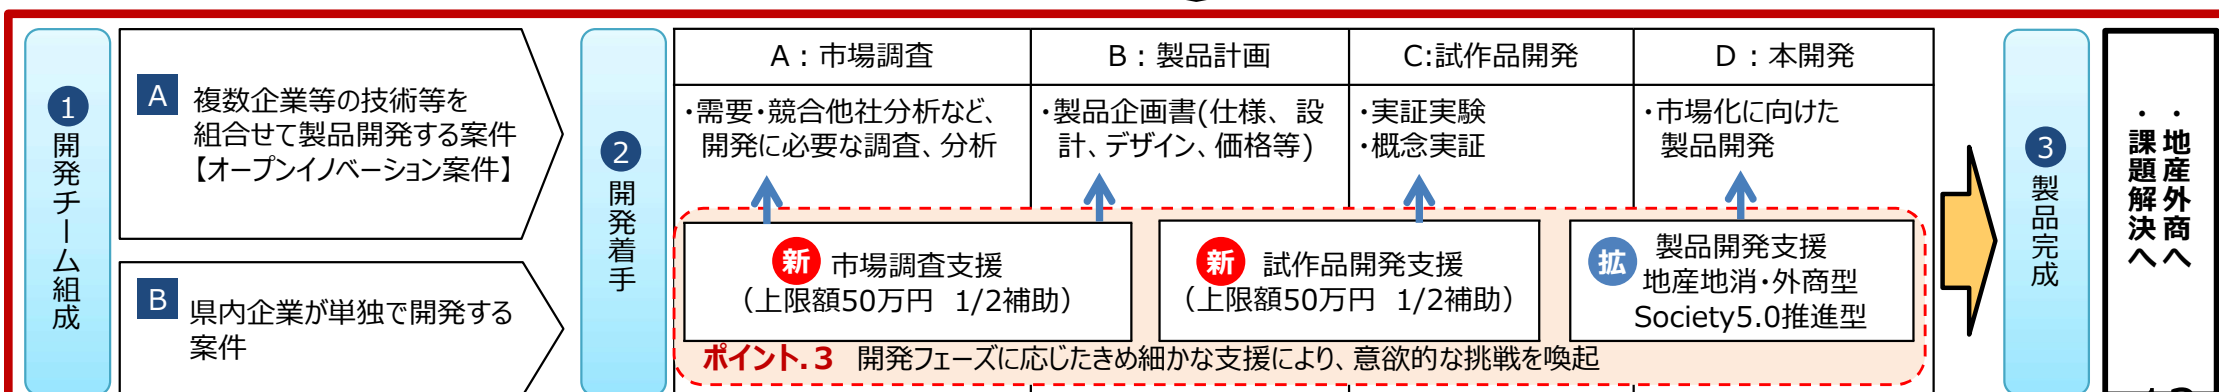 1
開発チーム組成
A
複数企業等の技術等を
組合せて製品開発する案件
【オープンイノベーション案件】
B
県内企業が単独で開発する
案件
2
開発着手
A：市場調査
・需要・競合他社分析など、
開発に必要な調査、分析
B：製品計画
・製品企画書(仕様、設
計、デザイン、価格等)
C:試作品開発
・実証実験
・概念実証
D：本開発
・市場化に向けた
製品開発
新 市場調査支援
（上限額50万円 1/2補助）
新 試作品開発支援
（上限額50万円 1/2補助）
拡 製品開発支援
地産地消・外商型
Society5.0推進型
ポイント.3 開発フェーズに応じたきめ細かな支援により、意欲的な挑戦を喚起
3
製品完成
・地産外商へ
・課題解決へ